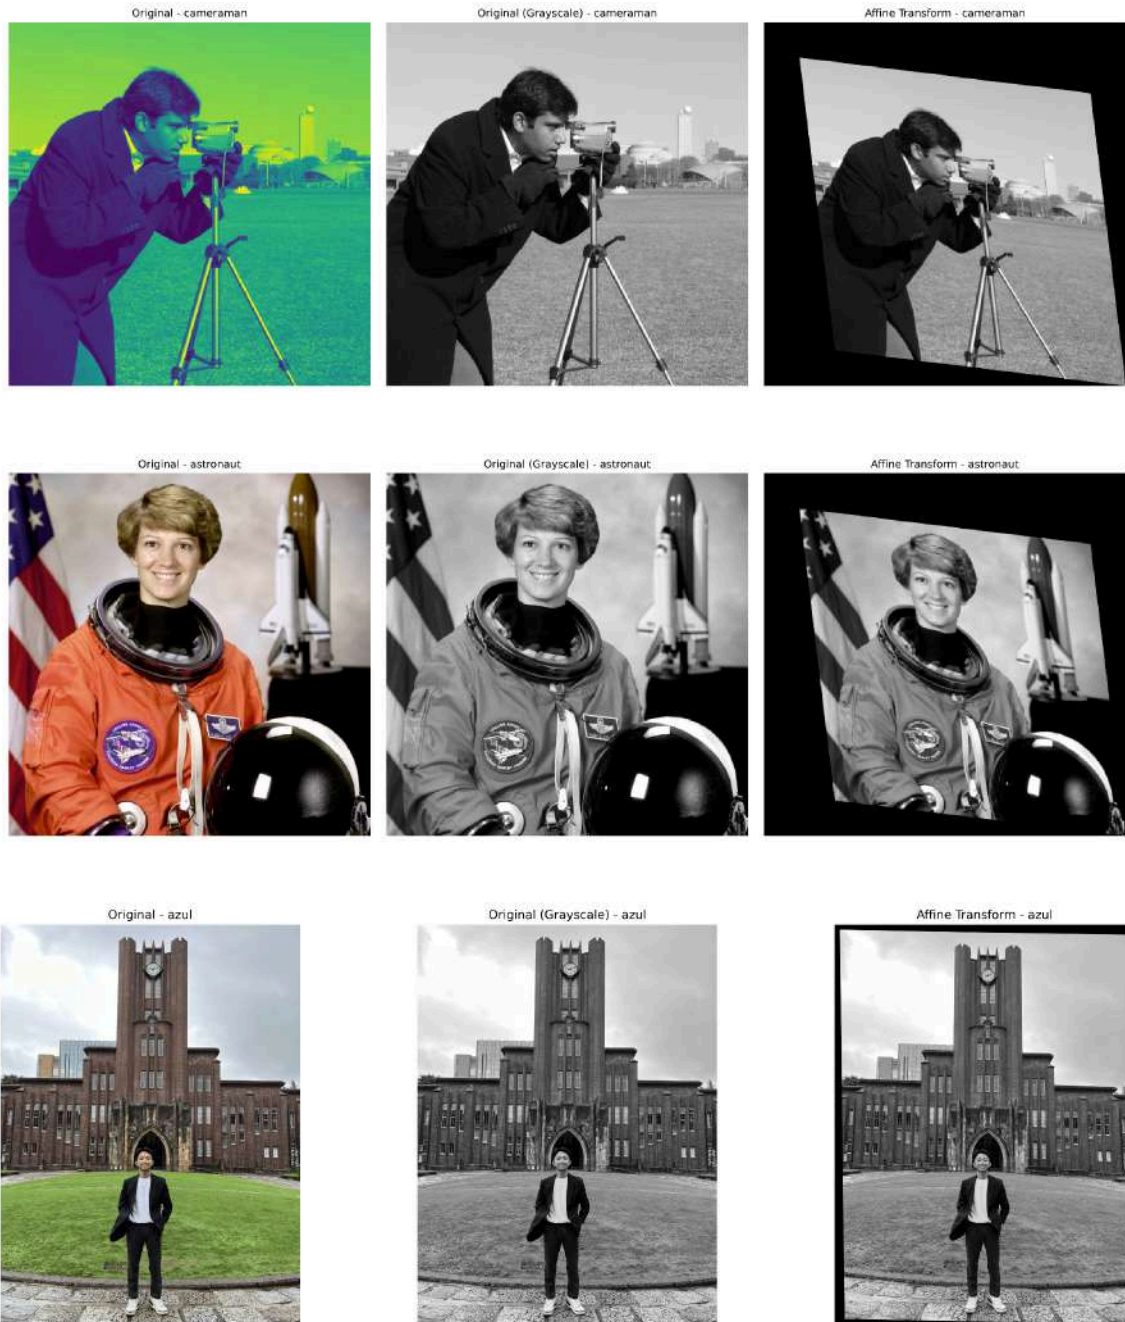 Original - cameraman
Original (Grayscale) - cameraman
Affine Transform - cameraman
Original - astronaut
Original (Grayscale) - astronaut
Affine Transform - astronaut
Original - azul
Original (Grayscale) - azul
Affine Transform - azul